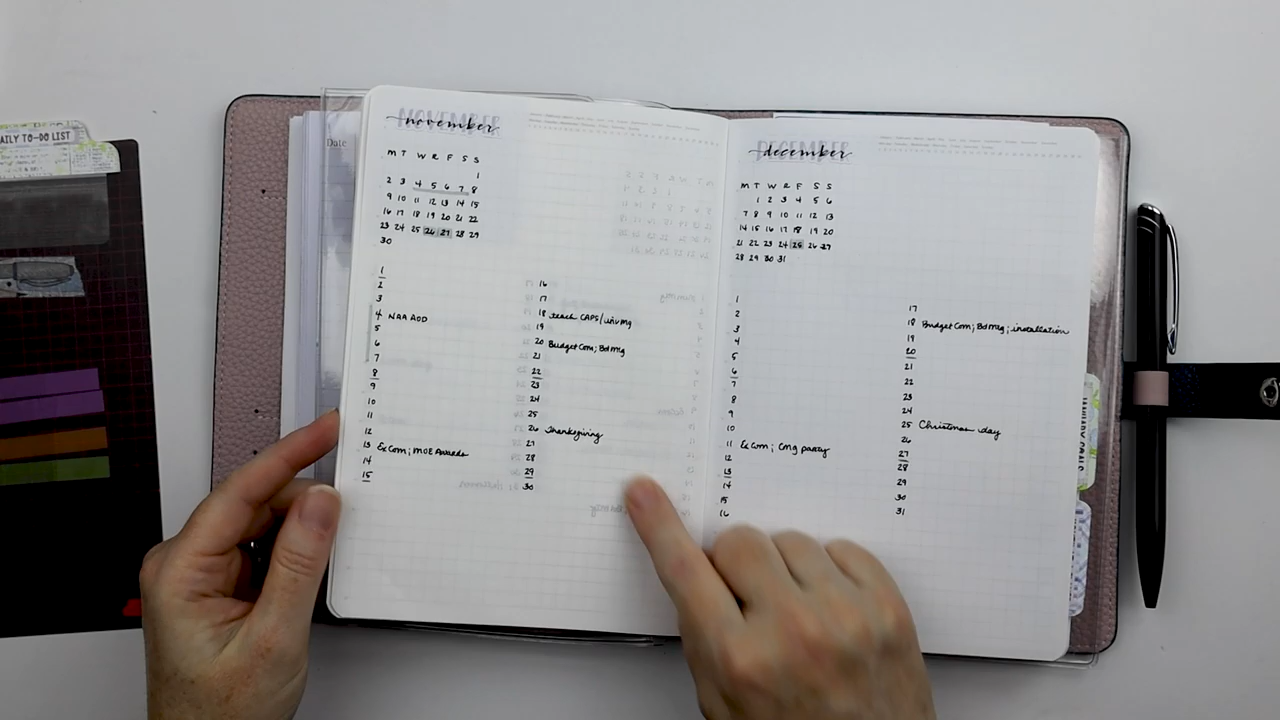 DAILY TO-DO LIST
Date
NOVEMBER
november
M T W R F S S
1
2 3 4 5 6 7 8
9 10 11 12 13 14 15
16 17 18 19 20 21 22
23 24 25 26 27 28 29
30
1
2
3
4 NAA AOD
5
6
7
8
9
10
11
12
13 ExCom; MOE Awards
14
15
16
17
18 teach CAPS/invmg
19
20 Budget Com; Bd Mtg
21
22
23
24
25
26 Thanksgiving
27
28
29
30
DECEMBER
december
M T W R F S S
1 2 3 4 5 6
7 8 9 10 11 12 13
14 15 16 17 18 19 20
21 22 23 24 25 26 27
28 29 30 31
1
2
3
4
5
6
7
8
9
10
11 Ex Com; CMG party
12
13
14
15
16
17
18 Budget Com; Bd Mtg; installation
19
20
21
22
23
24
25 Christmas day
26
27
28
29
30
31